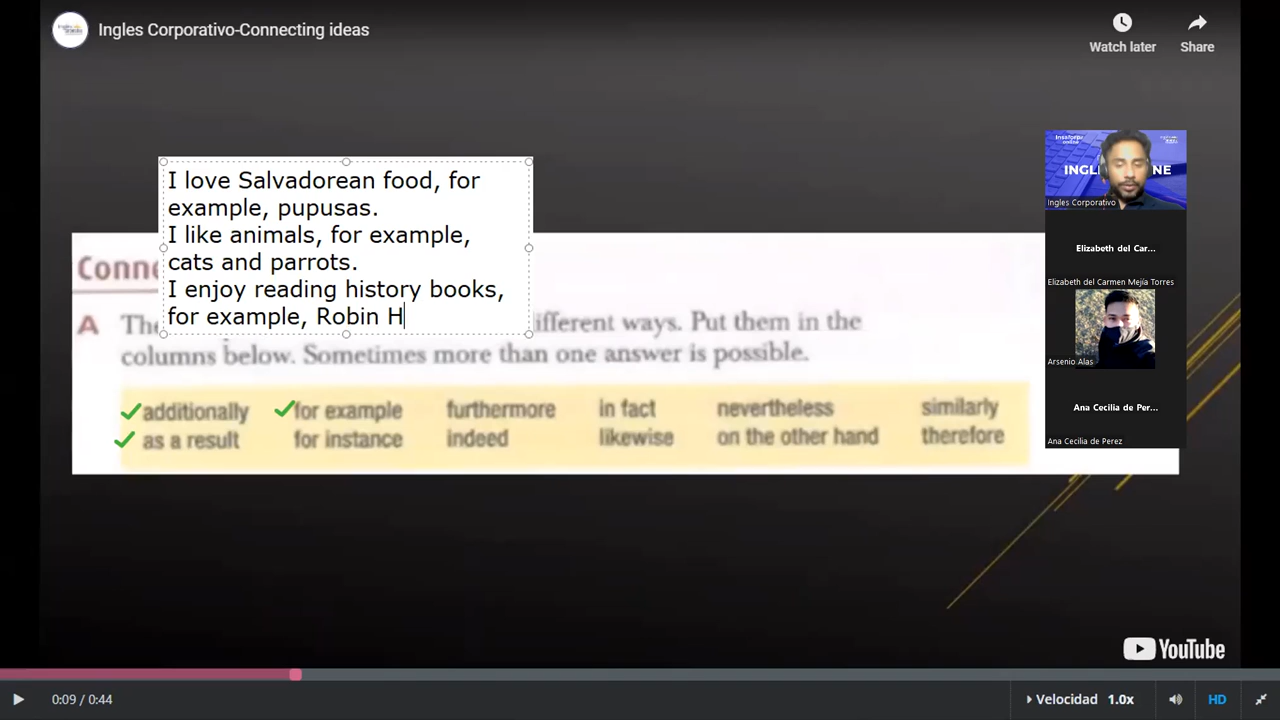 Ingles Corporativo-Connecting ideas
Watch later
Share
I love Salvadorean food, for
example, pupusas.
I like animals, for example,
cats and parrots.
I enjoy reading history books,
for example, Robin H
Conne
A The ifferent ways. Put them in the
columns below. Sometimes more than one answer is possible.
additionally for example furthermore in fact nevertheless similarly
as a result for instance indeed likewise on the other hand therefore
INGL NE
Ingles Corporativo
Elizabeth del Car...
Elizabeth del Carmen Mejía Torres
Arsenio Alas
Ana Cecilia de Per...
Ana Cecilia de Perez
YouTube
0:09 / 0:44
Velocidad 1.0x
HD